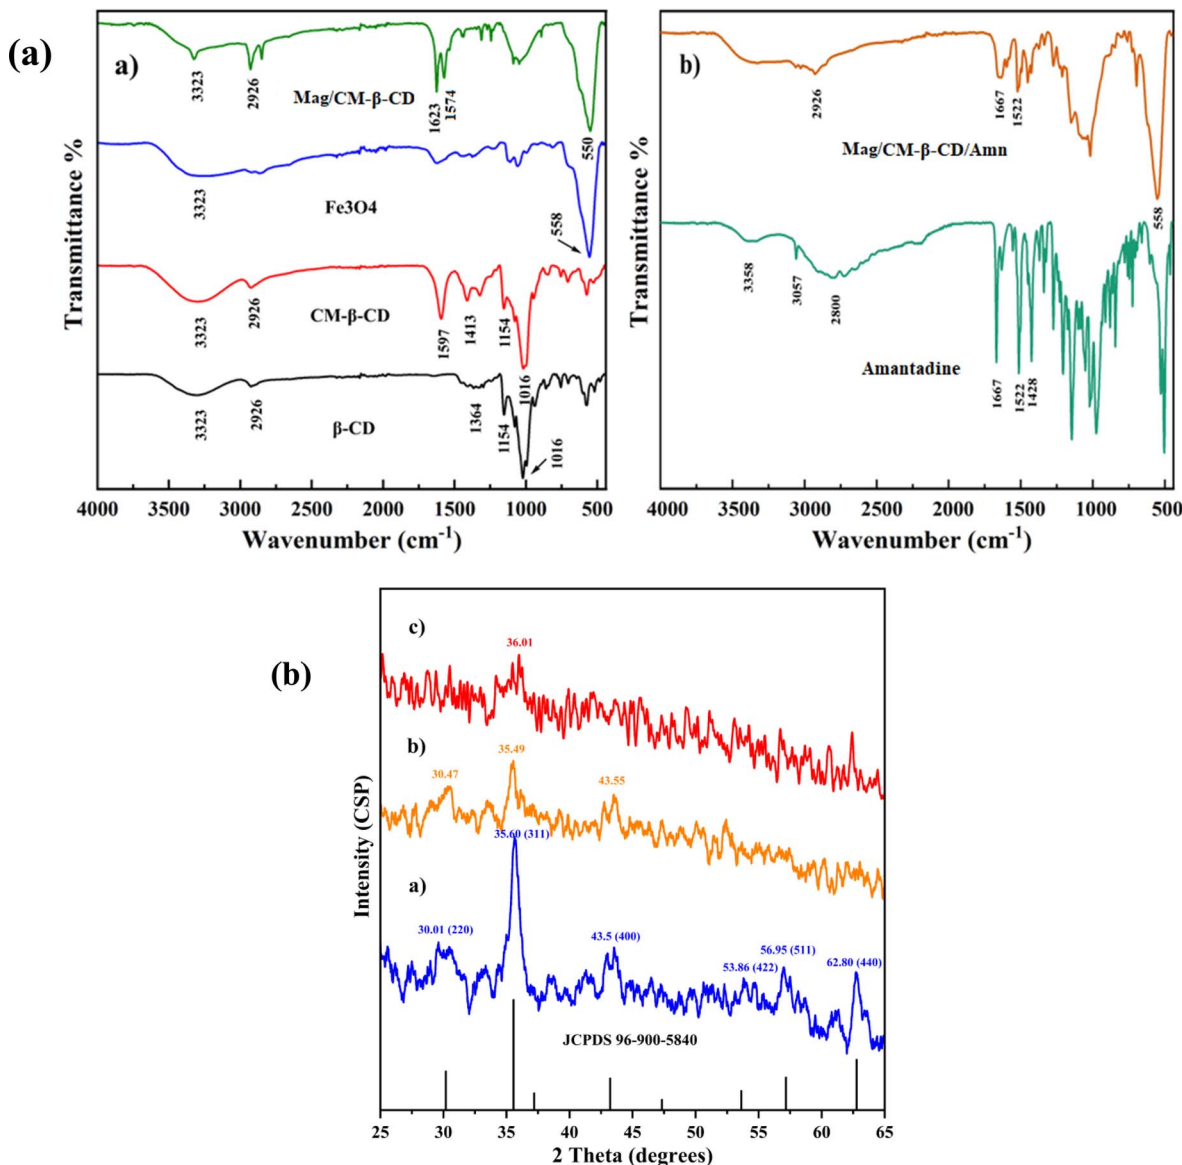 (a)
a)
3323
2926
Mag/CM-β-CD
1623
1574
550
3323
Fe3O4
558
3323
2926
CM-β-CD
1597
1413
1154
1016
3323
2926
β-CD
1364
1154
1016
Transmittance %
4000 3500 3000 2500 2000 1500 1000 500
Wavenumber (cm⁻¹)
b)
2926
1667
1522
Mag/CM-β-CD/Amn
558
3358
3057
2800
Amantadine
1667
1522
1428
Transmittance %
4000 3500 3000 2500 2000 1500 1000 500
Wavenumber (cm⁻¹)
(b)
c)
36.01
b)
30.47
35.49
43.55
a)
30.01 (220)
35.60 (311)
43.5 (400)
53.86 (422)
56.95 (511)
62.80 (440)
JCPDS 96-900-5840
Intensity (CSP)
25 30 35 40 45 50 55 60 65
2 Theta (degrees)